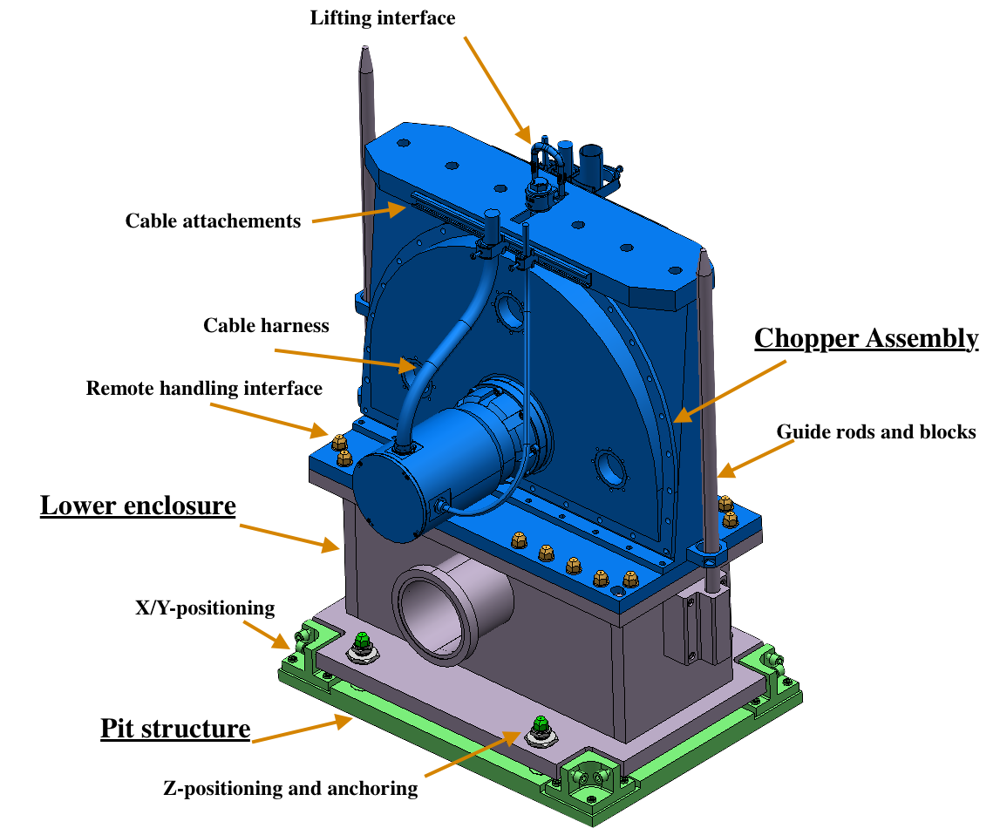 Lifting interface
Cable attachements
Cable harness
Chopper Assembly
Remote handling interface
Guide rods and blocks
Lower enclosure
X/Y-positioning
Pit structure
Z-positioning and anchoring